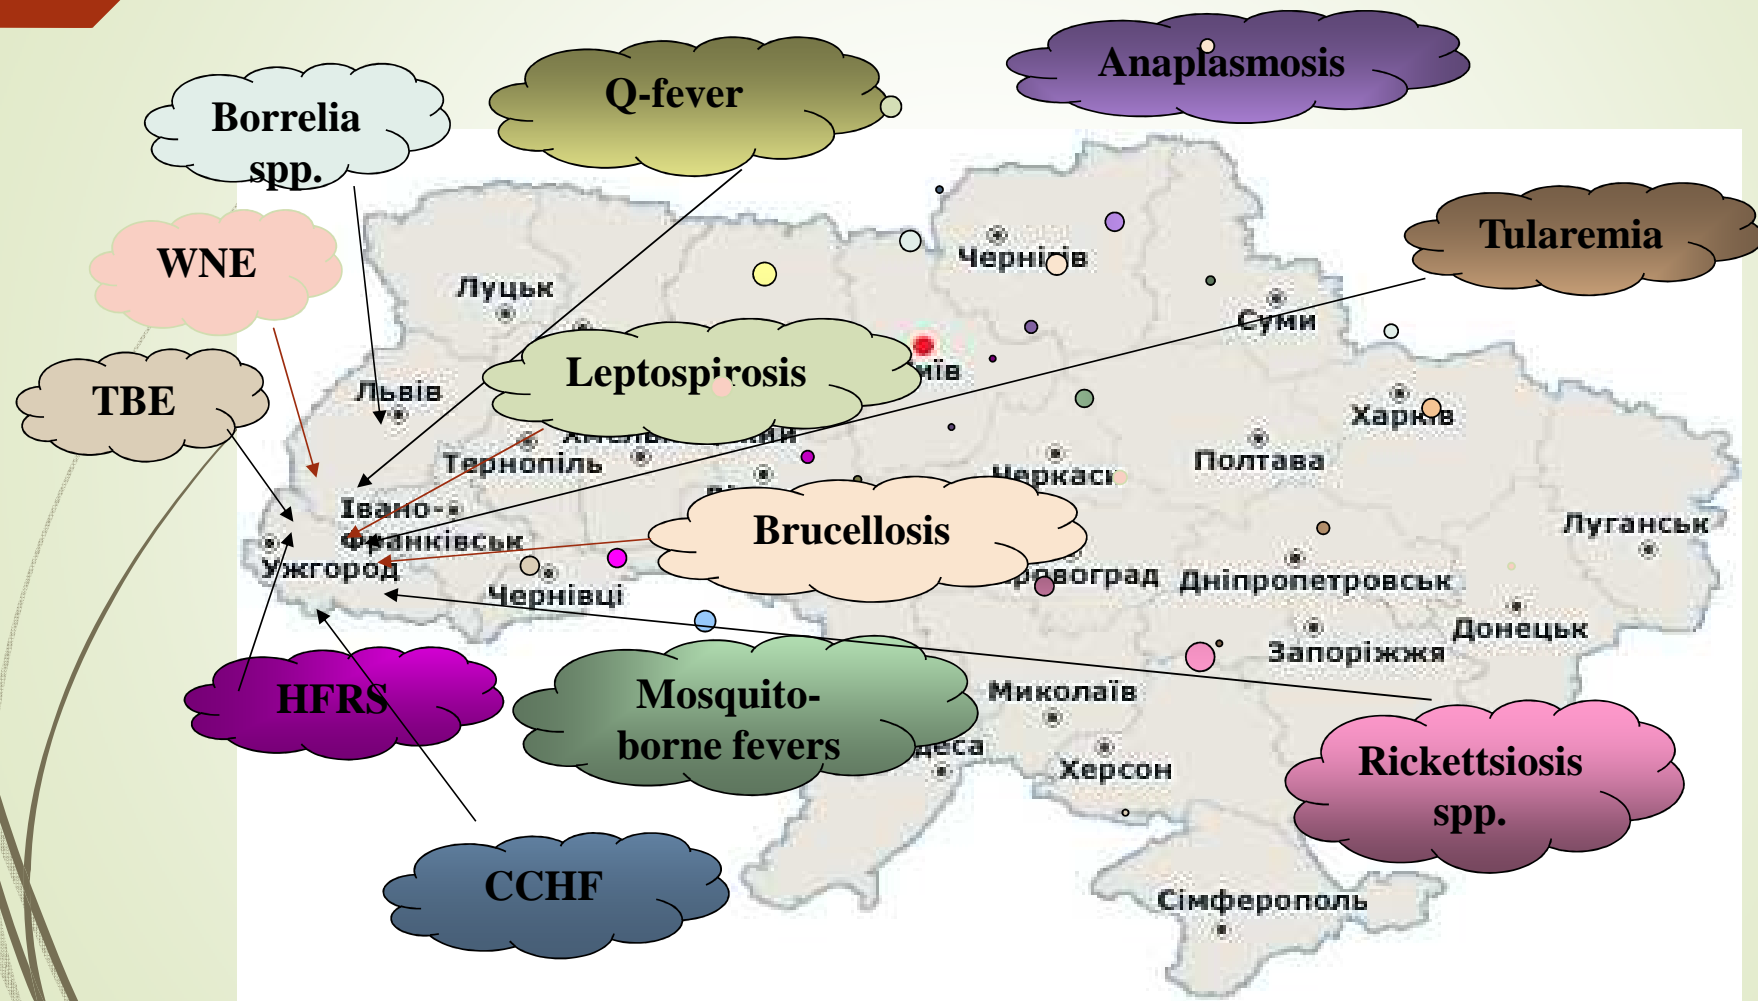 Anaplasmosis
Q-fever
Borrelia
spp.
Tularemia
WNE
Чернігів
Луцьк
Суми
Leptospirosis
TBE
Львів
Харків
Тернопіль
Черкаси
Полтава
Івано-
Франківськ
Brucellosis
Луганськ
Ужгород
Чернівці
Дніпропетровськ
Донецьк
Запоріжжя
HFRS
Mosquito-
borne fevers
Миколаїв
Херсон
Rickettsiosis
spp.
CCHF
Сімферополь